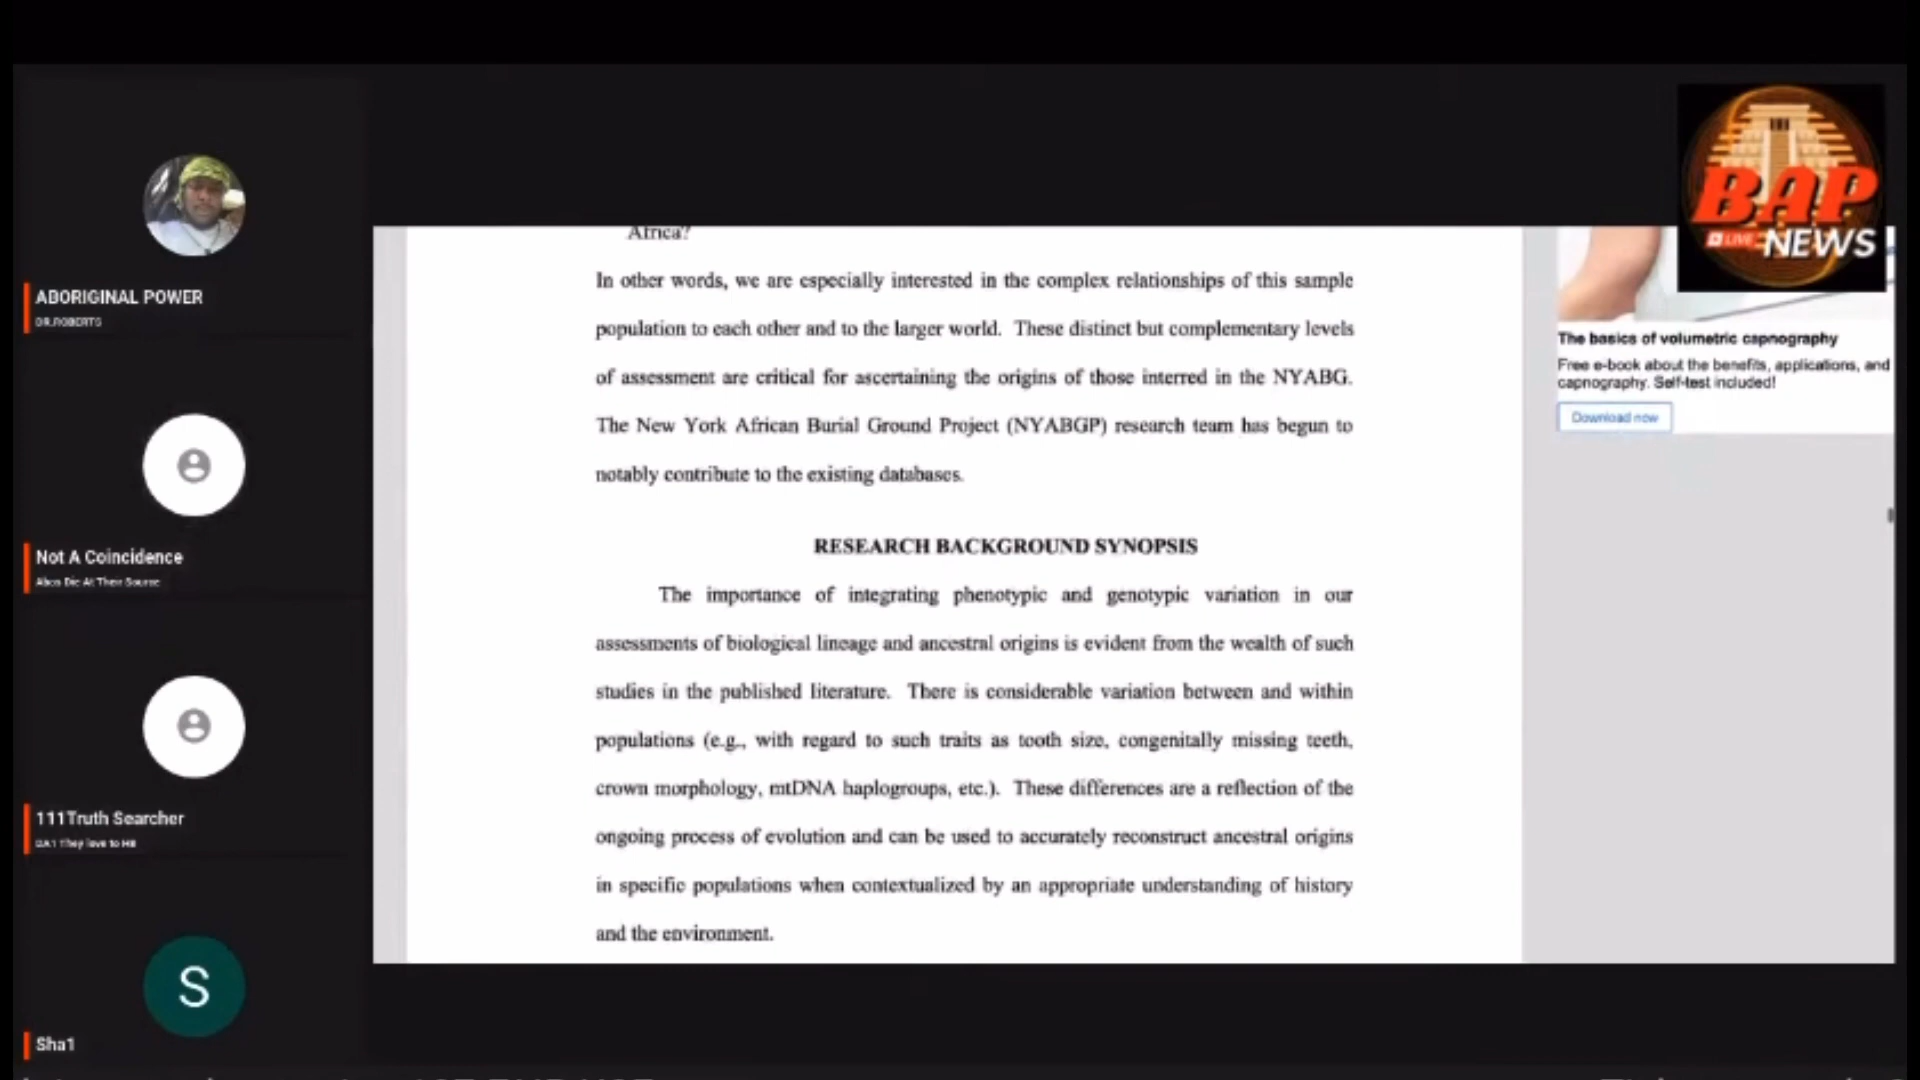 BAP
LIVE
NEWS
ABORIGINAL POWER
DR.ROBERTS
Not A Coincidence
Abos Die At Their Source
111Truth Searcher
S
Sha1
Africa?
In other words, we are especially interested in the complex relationships of this sample
population to each other and to the larger world. These distinct but complementary levels
of assessment are critical for ascertaining the origins of those interred in the NYABG.
The New York African Burial Ground Project (NYABGP) research team has begun to
notably contribute to the existing databases.
RESEARCH BACKGROUND SYNOPSIS
The importance of integrating phenotypic and genotypic variation in our
assessments of biological lineage and ancestral origins is evident from the wealth of such
studies in the published literature. There is considerable variation between and within
populations (e.g., with regard to such traits as tooth size, congenitally missing teeth,
crown morphology, mtDNA haplogroups, etc.). These differences are a reflection of the
ongoing process of evolution and can be used to accurately reconstruct ancestral origins
in specific populations when contextualized by an appropriate understanding of history
and the environment.
The basics of volumetric capnography
Free e-book about the benefits, applications, and
capnography. Self-test included!
Download now